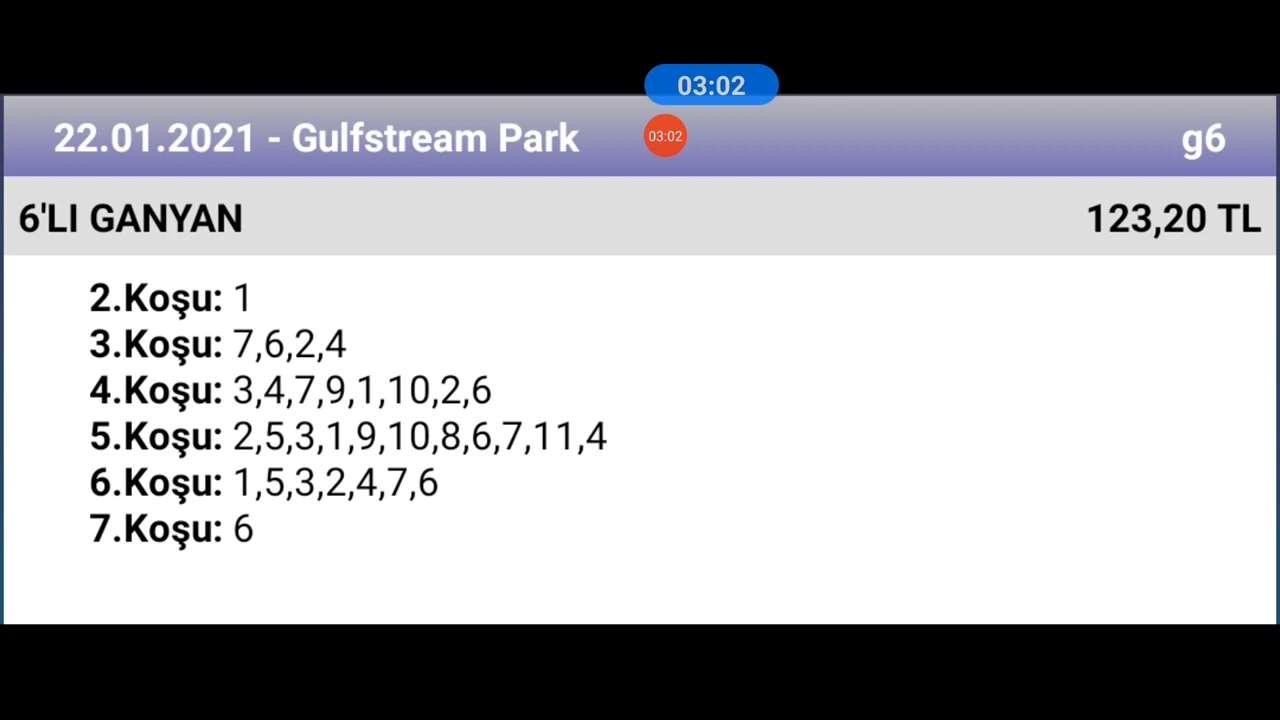 03:02
22.01.2021 - Gulfstream Park
03:02
g6
6'LI GANYAN
123,20 TL
2.Koşu: 1
3.Koşu: 7,6,2,4
4.Koşu: 3,4,7,9,1,10,2,6
5.Koşu: 2,5,3,1,9,10,8,6,7,11,4
6.Koşu: 1,5,3,2,4,7,6
7.Koşu: 6